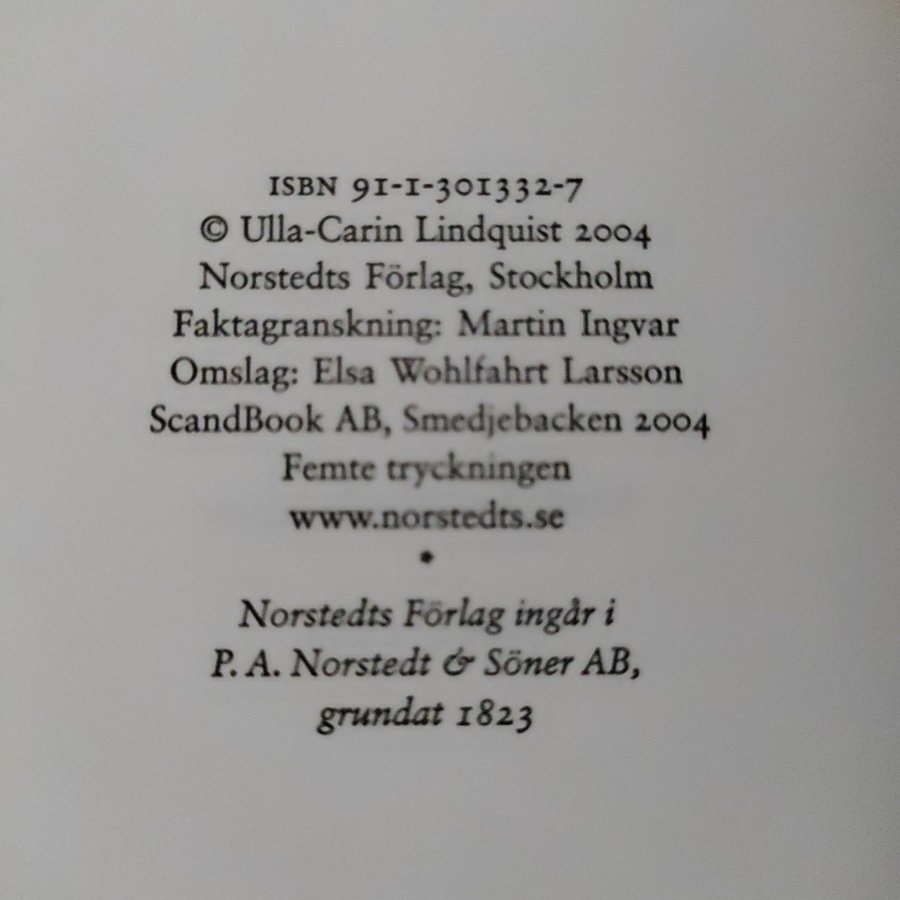 ISBN 91-1-301332-7
© Ulla-Carin Lindquist 2004
Norstedts Förlag, Stockholm
Faktagranskning: Martin Ingvar
Omslag: Elsa Wohlfahrt Larsson
ScandBook AB, Smedjebacken 2004
Femte tryckningen
www.norstedts.se
•
Norstedts Förlag ingår i
P. A. Norstedt & Söner AB,
grundat 1823